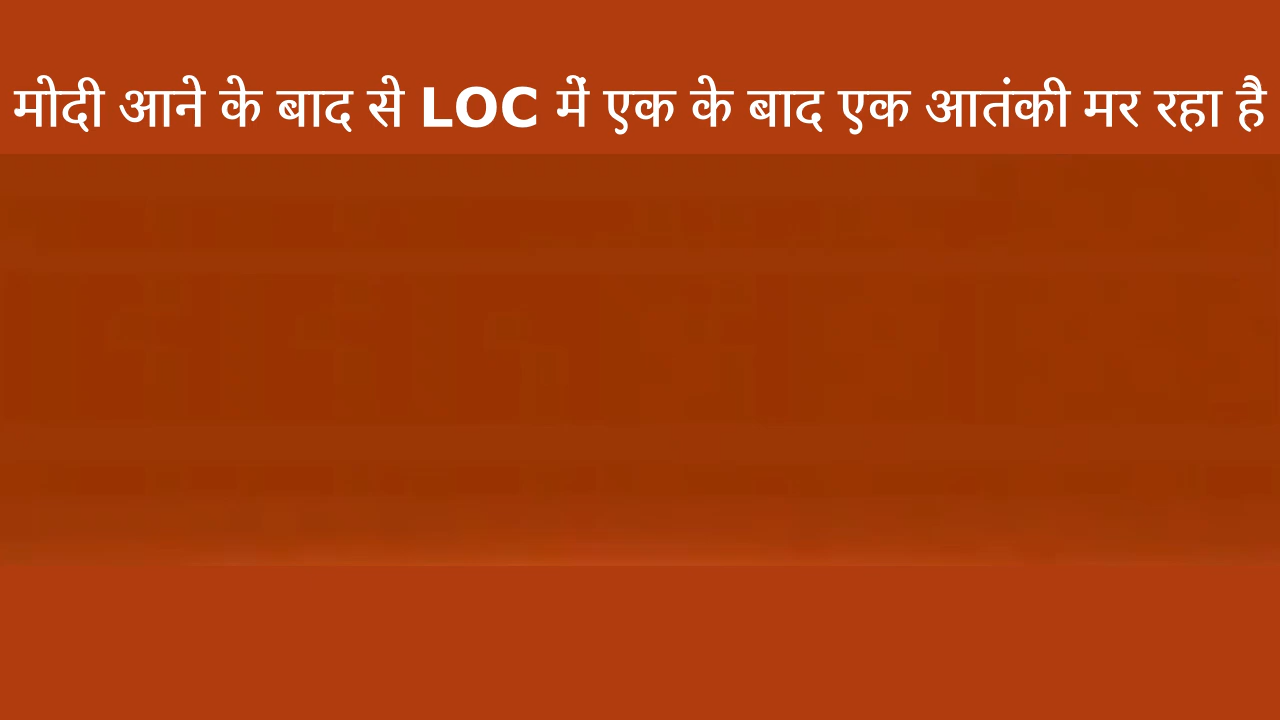 मोदी आने के बाद से LOC में एक के बाद एक आतंकी मर रहा है